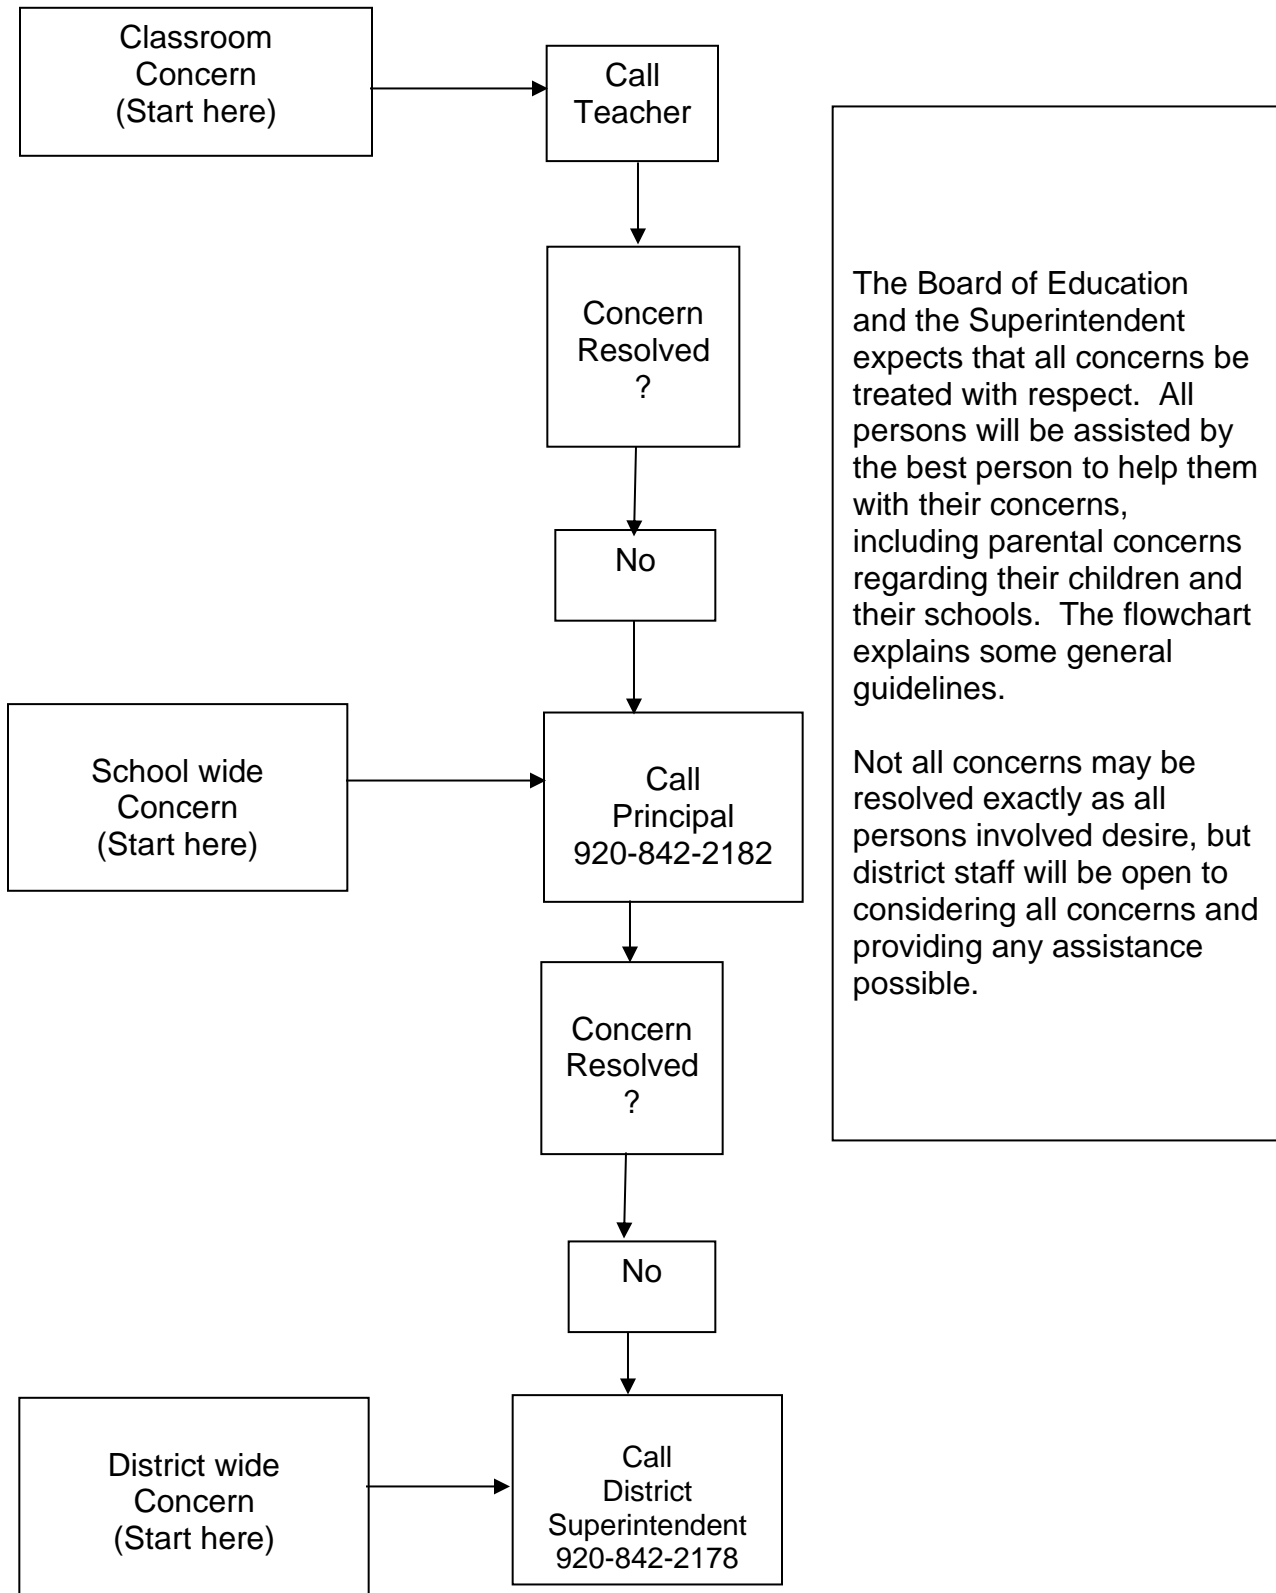 Classroom
Concern
(Start here)
Call
Teacher
Concern
Resolved
?
No
School wide
Concern
(Start here)
Call
Principal
920-842-2182
Concern
Resolved
?
No
District wide
Concern
(Start here)
Call
District
Superintendent
920-842-2178
The Board of Education
and the Superintendent
expects that all concerns be
treated with respect.  All
persons will be assisted by
the best person to help them
with their concerns,
including parental concerns
regarding their children and
their schools.  The flowchart
explains some general
guidelines.
Not all concerns may be
resolved exactly as all
persons involved desire, but
district staff will be open to
considering all concerns and
providing any assistance
possible.